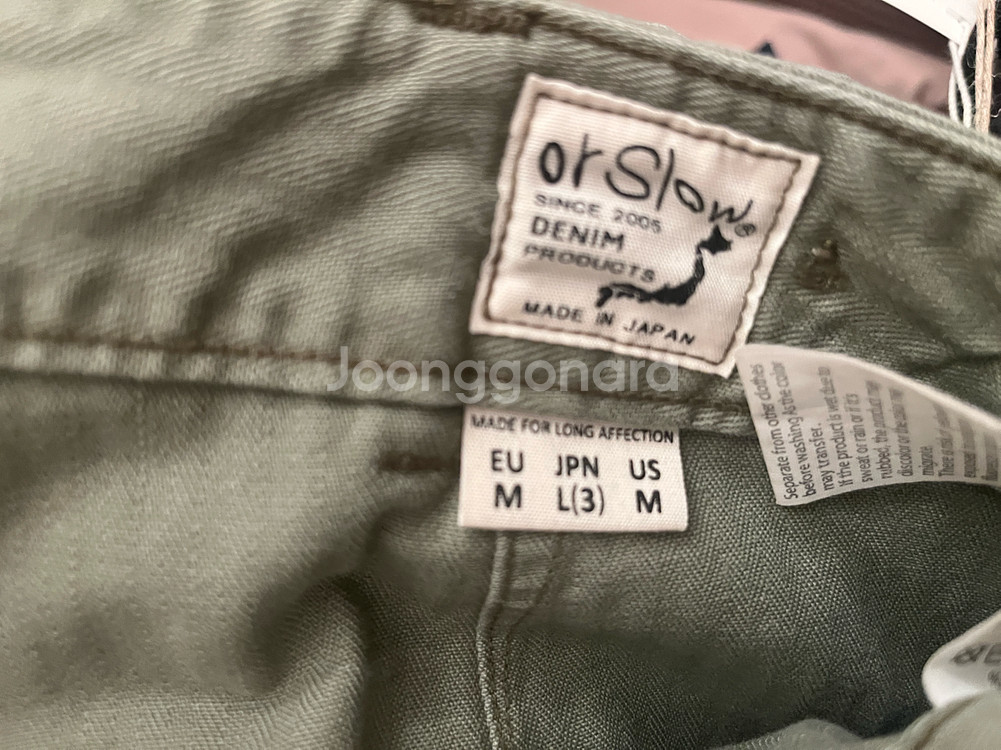 orSlow®
SINCE 2005
DENIM
PRODUCTS
MADE IN JAPAN
Joonggonara
MADE FOR LONG AFFECTION
EU JPN US
M L(3) M
Separate from other clothes
before washing As the color
may transfer.
If the product is wet due to
sweat or rain or if it's
rubbed, the product may
discolor or the color may
migrate.